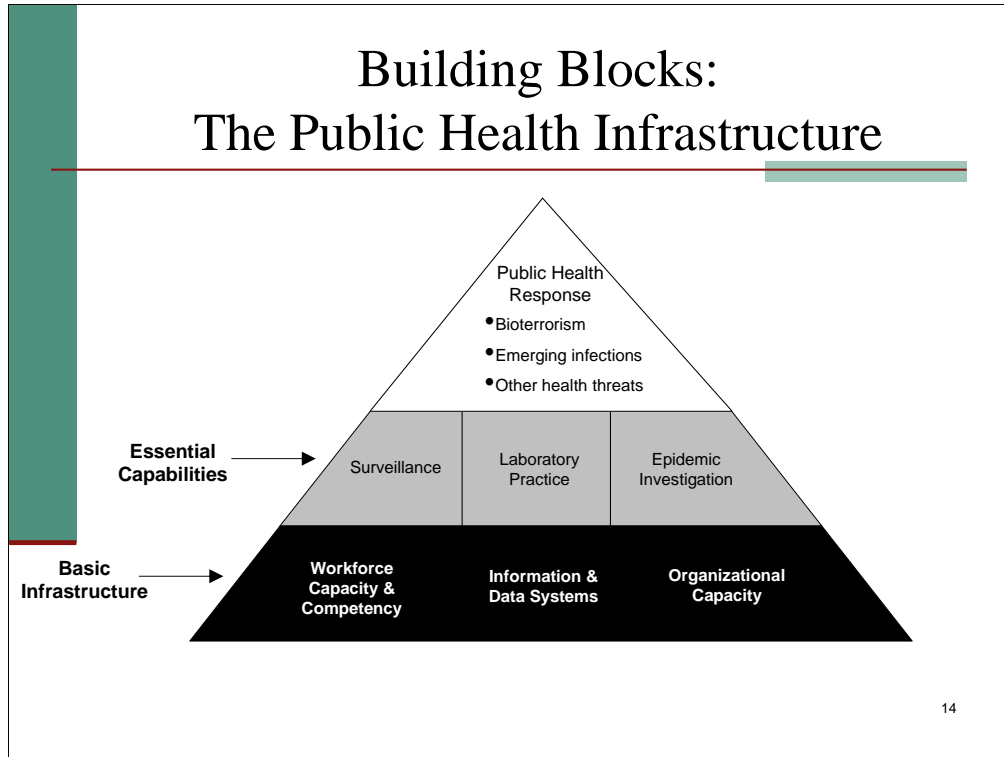 Building Blocks:
The Public Health Infrastructure
Public Health
Response
•Bioterrorism
•Emerging infections
•Other health threats
Essential
Capabilities
Surveillance
Laboratory
Practice
Epidemic
Investigation
Basic
Infrastructure
Workforce
Capacity &
Competency
Information &
Data Systems
Organizational
Capacity
14